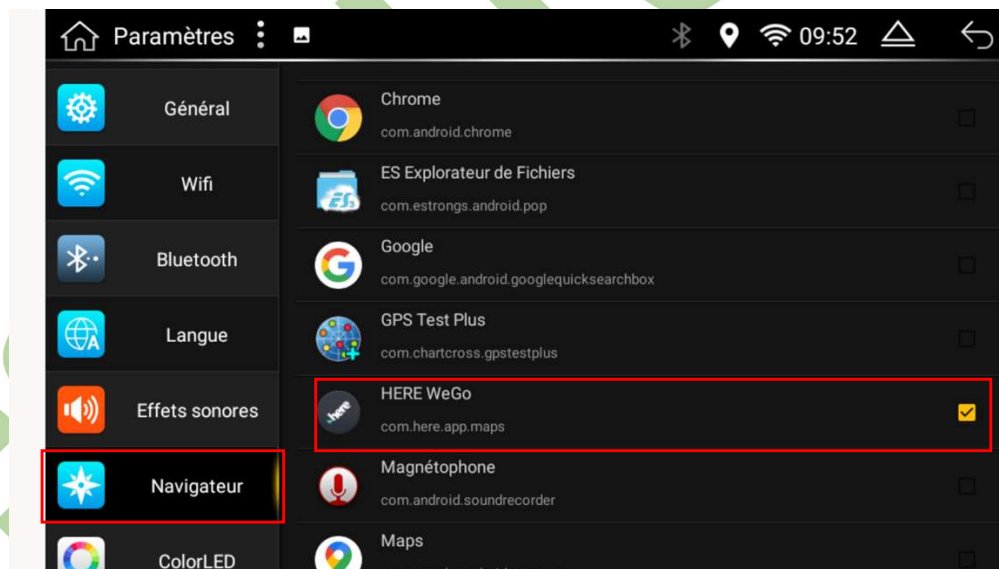 Paramètres
09:52
Général
Wifi
Bluetooth
Langue
Effets sonores
Navigateur
ColorLED
Chrome
com.android.chrome
ES Explorateur de Fichiers
com.estrongs.android.pop
Google
com.google.android.googlequicksearchbox
GPS Test Plus
com.chartcross.gpstestplus
HERE WeGo
com.here.app.maps
Magnétophone
com.android.soundrecorder
Maps